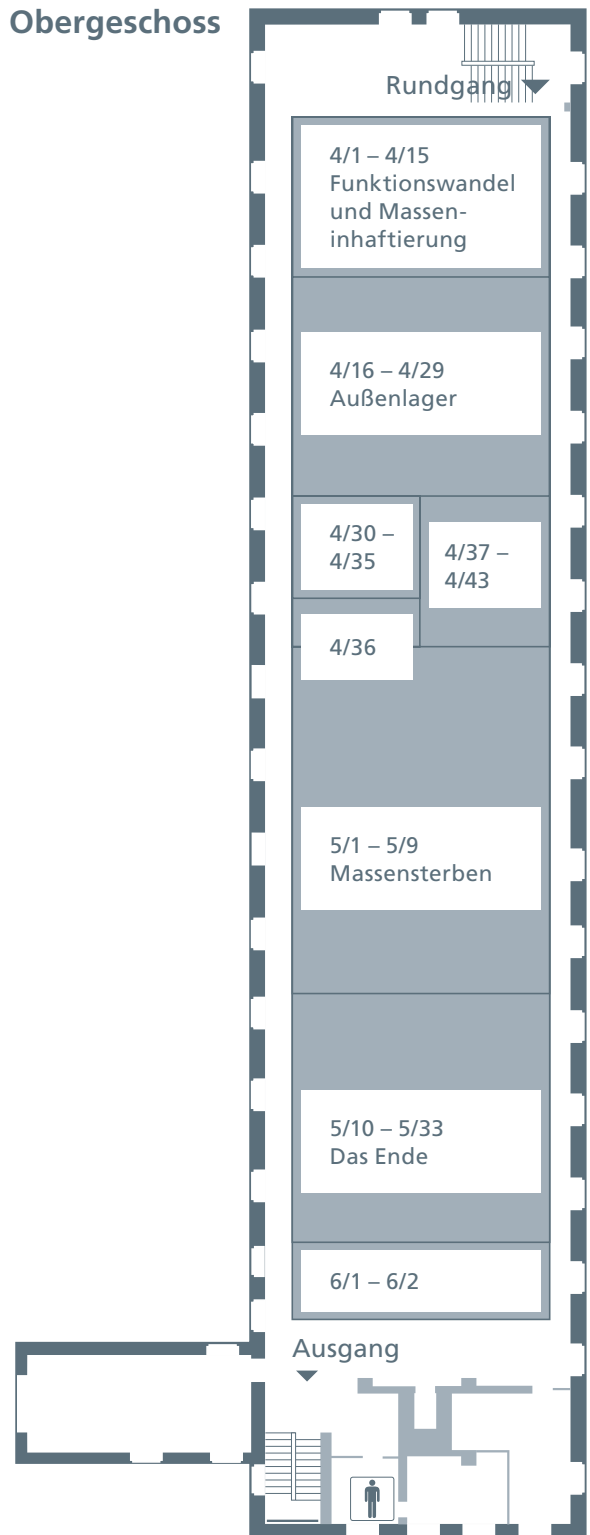 Obergeschoss
Rundgang
4/1 – 4/15
Funktionswandel
und Massen-
inhaftierung
4/16 – 4/29
Außenlager
4/30 –
4/35
4/37 –
4/43
4/36
5/1 – 5/9
Massensterben
5/10 – 5/33
Das Ende
6/1 – 6/2
Ausgang